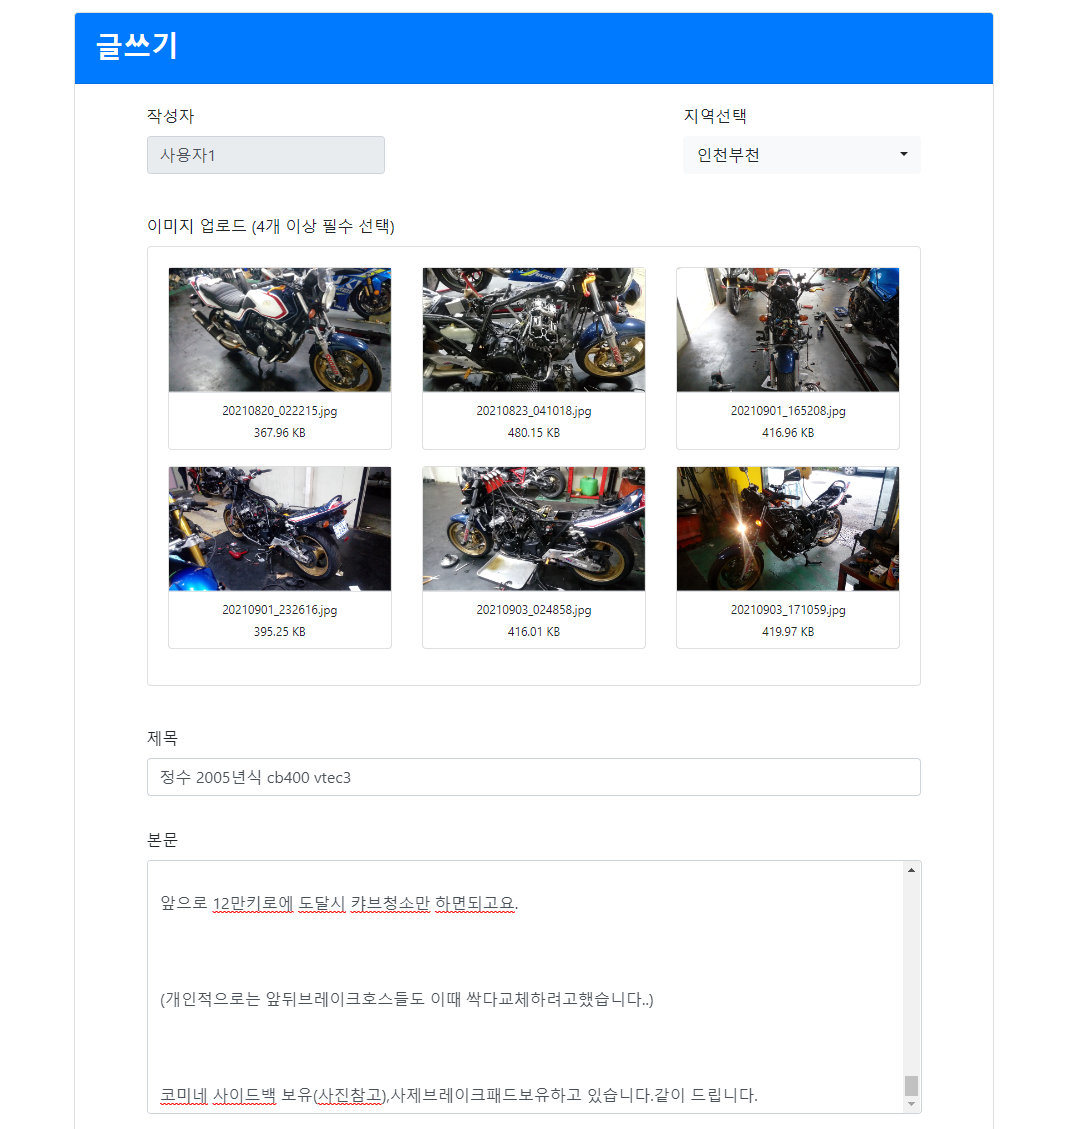 글쓰기
작성자
지역선택
사용자1
인천부천
이미지 업로드 (4개 이상 필수 선택)
20210820_022215.jpg
367.96 KB
20210823_041018.jpg
480.15 KB
20210901_165208.jpg
416.96 KB
20210901_232616.jpg
395.25 KB
20210903_024858.jpg
416.01 KB
20210903_171059.jpg
419.97 KB
제목
정수 2005년식 cb400 vtec3
본문
앞으로 12만키로에 도달시 캬브청소만 하면되고요.
(개인적으로는 앞뒤브레이크호스들도 이때 싹다교체하려고했습니다..)
코미네 사이드백 보유(사진참고),사제브레이크패드보유하고 있습니다.같이 드립니다.